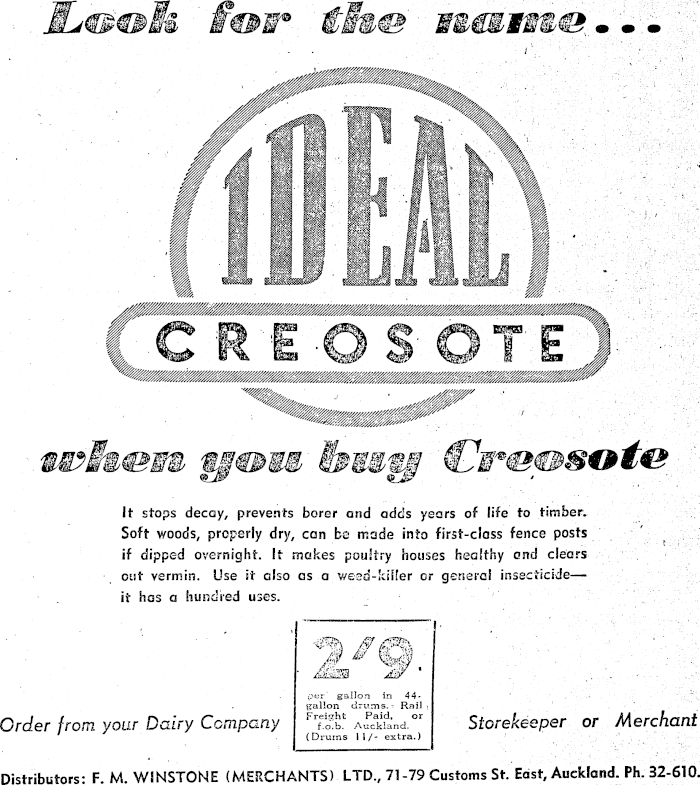 Look for the name...
IDEAL
CREOSOTE
when you buy Creosote
It stops decay, prevents borer and adds years of life to timber.
Soft woods, properly dry, can be made into first-class fence posts
if dipped overnight. It makes poultry houses healthy and clears
out vermin. Use it also as a weed-killer or general insecticide—
it has a hundred uses.
2/9
per gallon in 44-
gallon drums. Rail
Freight Paid, or
f.o.b. Auckland.
(Drums 11/- extra.)
Order from your Dairy Company
Storekeeper or Merchant
Distributors: F. M. WINSTONE (MERCHANTS) LTD., 71-79 Customs St. East, Auckland. Ph. 32-610.